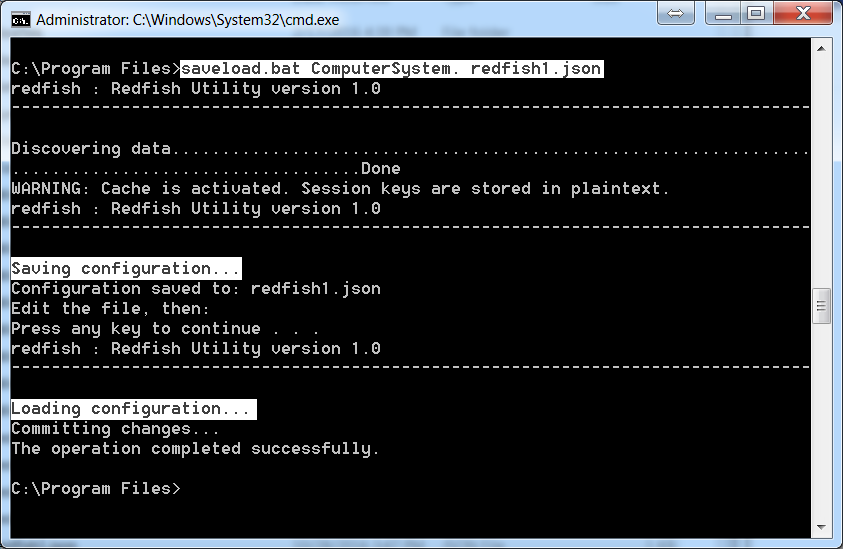 Administrator: C:\Windows\System32\cmd.exe
C:\Program Files>saveload.bat ComputerSystem. redfish1.json
redfish : Redfish Utility version 1.0
--------------------------------------------------------------------------------
Discovering data................................................................
...................................Done
WARNING: Cache is activated. Session keys are stored in plaintext.
redfish : Redfish Utility version 1.0
--------------------------------------------------------------------------------
Saving configuration...
Configuration saved to: redfish1.json
Edit the file, then:
Press any key to continue . . .
redfish : Redfish Utility version 1.0
--------------------------------------------------------------------------------
Loading configuration...
Committing changes...
The operation completed successfully.
C:\Program Files>